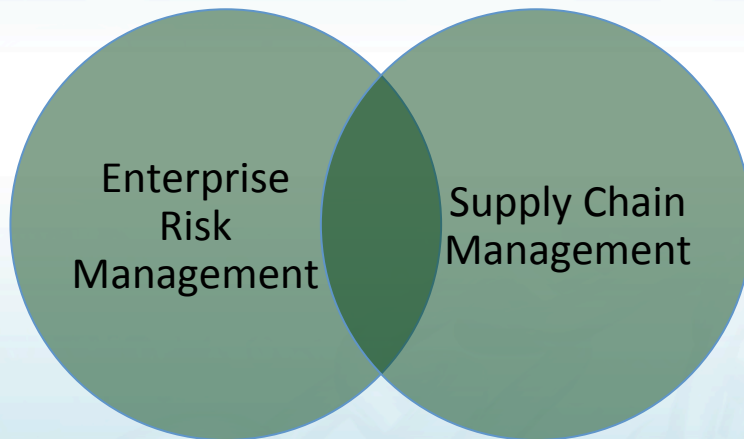 Enterprise
Risk
Management
Supply Chain
Management